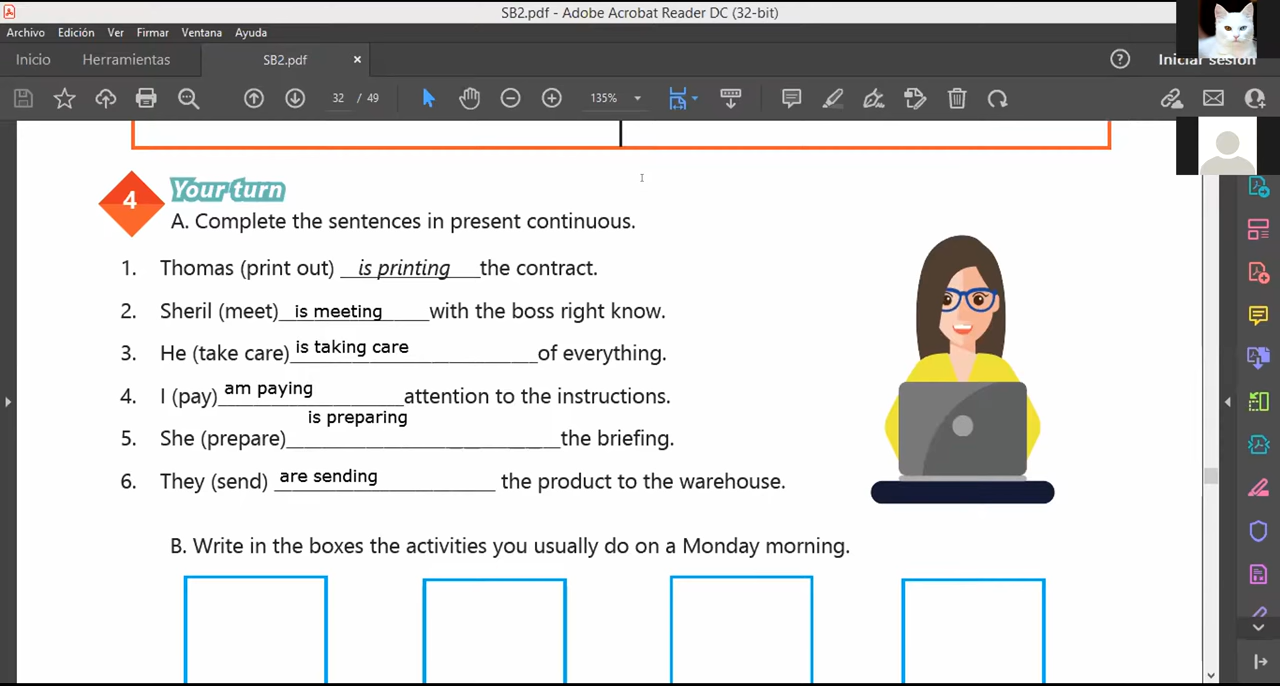 SB2.pdf - Adobe Acrobat Reader DC (32-bit)
Archivo Edición Ver Firmar Ventana Ayuda
Inicio Herramientas SB2.pdf × Iniciar sesión
32 / 49 135%
4 Your turn
A. Complete the sentences in present continuous.
1. Thomas (print out) is printing the contract.
2. Sheril (meet) is meeting with the boss right know.
3. He (take care) is taking care of everything.
4. I (pay) am paying attention to the instructions.
5. She (prepare) is preparing the briefing.
6. They (send) are sending the product to the warehouse.
B. Write in the boxes the activities you usually do on a Monday morning.